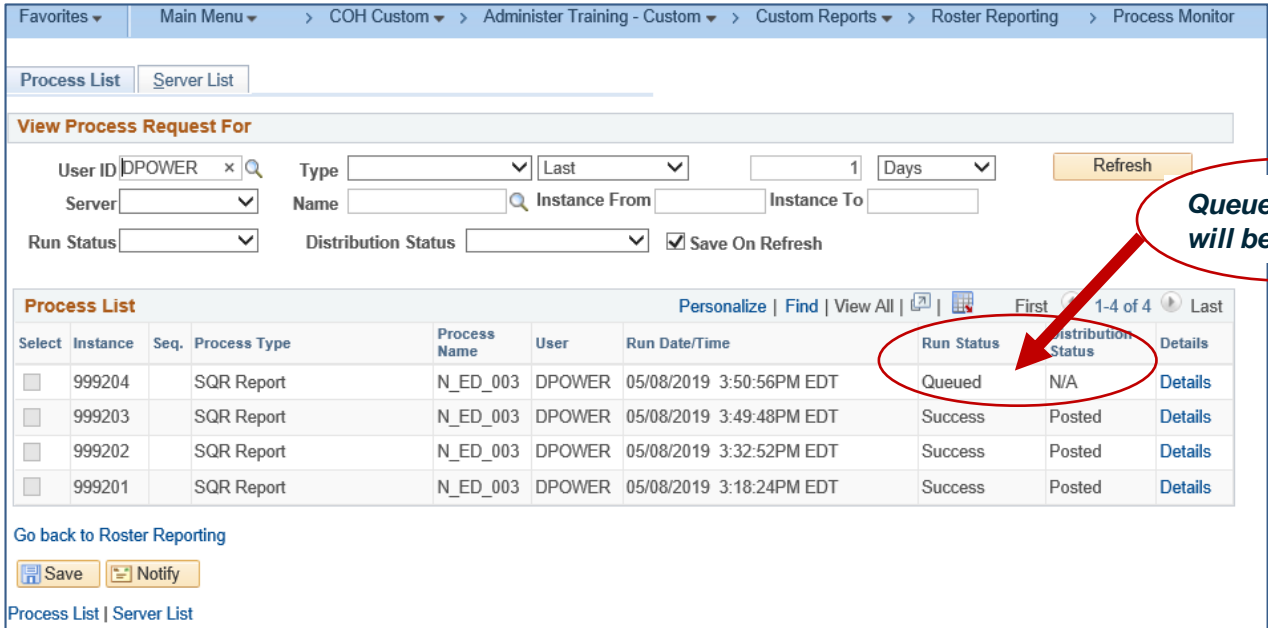 Favorites Main Menu > COH Custom > Administer Training - Custom > Custom Reports > Roster Reporting > Process Monitor
Process List Server List
View Process Request For
User ID DPOWER × Type Last 1 Days Refresh
Server Name Instance From Instance To
Run Status Distribution Status Save On Refresh
Queue
will be
Process List Personalize | Find | View All | | First 1-4 of 4 Last
Select Instance Seq. Process Type Process Name User Run Date/Time Run Status Distribution Status Details
999204 SQR Report N_ED_003 DPOWER 05/08/2019 3:50:56PM EDT Queued N/A Details
999203 SQR Report N_ED_003 DPOWER 05/08/2019 3:49:48PM EDT Success Posted Details
999202 SQR Report N_ED_003 DPOWER 05/08/2019 3:32:52PM EDT Success Posted Details
999201 SQR Report N_ED_003 DPOWER 05/08/2019 3:18:24PM EDT Success Posted Details
Go back to Roster Reporting
Save Notify
Process List | Server List